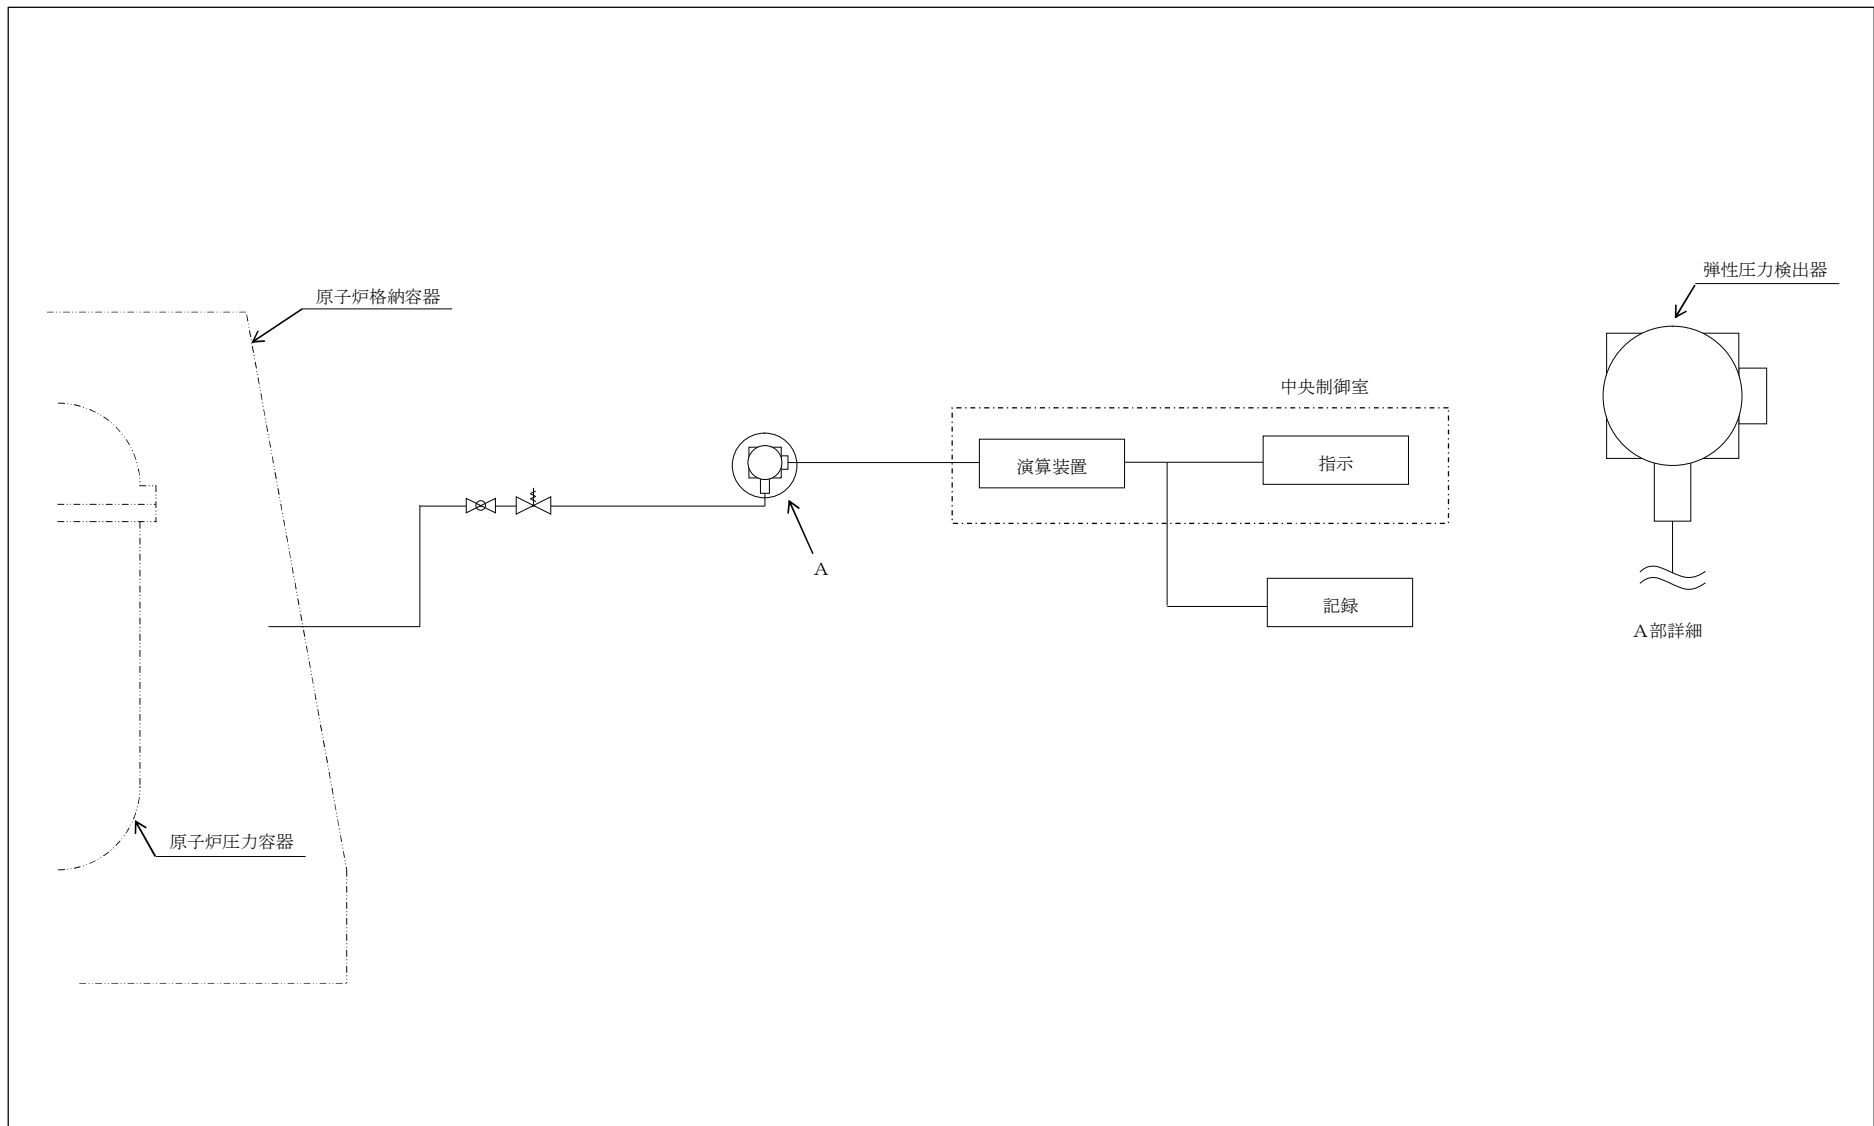 弾性圧力検出器
原子炉格納容器
中央制御室
演算装置
指示
A
記録
A部詳細
原子炉圧力容器